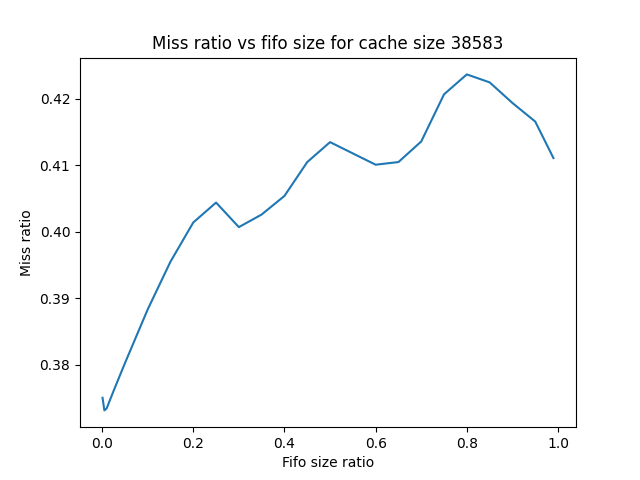 Miss ratio vs fifo size for cache size 38583
Miss ratio
0.42
0.41
0.40
0.39
0.38
0.0 0.2 0.4 0.6 0.8 1.0
Fifo size ratio